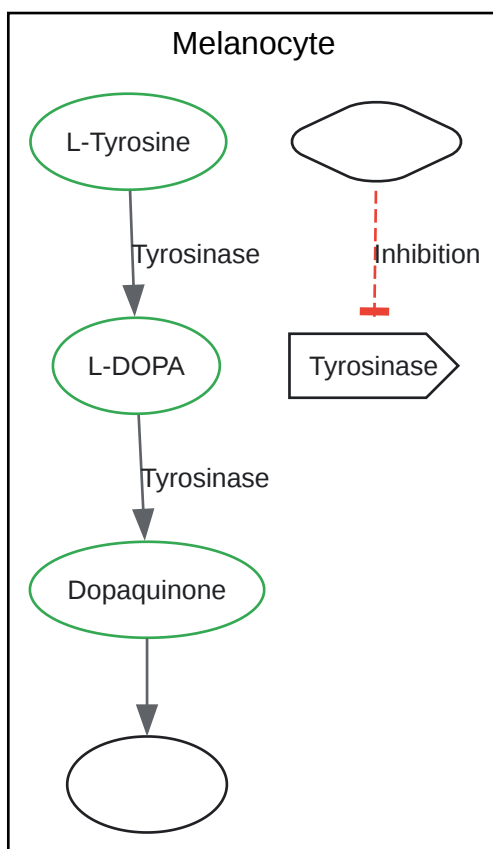 Melanocyte
L-Tyrosine
Tyrosinase
Inhibition
L-DOPA
Tyrosinase
Tyrosinase
Dopaquinone